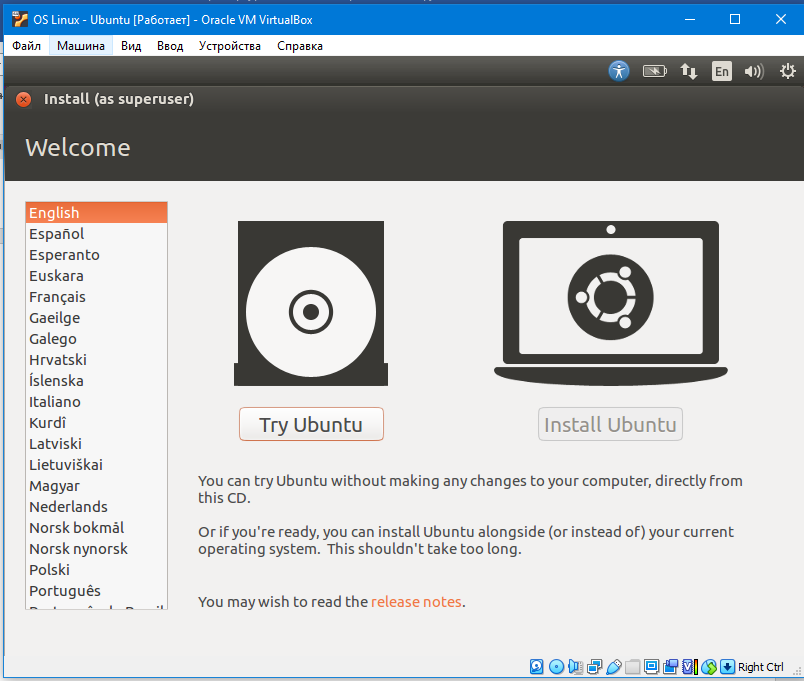 OS Linux - Ubuntu [Работает] - Oracle VM VirtualBox
Файл Машина Вид Ввод Устройства Справка
En
Install (as superuser)
Welcome
English
Español
Esperanto
Euskara
Français
Gaeilge
Galego
Hrvatski
Íslenska
Italiano
Kurdî
Latviski
Lietuviškai
Magyar
Nederlands
Norsk bokmål
Norsk nynorsk
Polski
Português
Try Ubuntu
Install Ubuntu
You can try Ubuntu without making any changes to your computer, directly from
this CD.
Or if you're ready, you can install Ubuntu alongside (or instead of) your current
operating system. This shouldn't take too long.
You may wish to read the release notes.
Right Ctrl